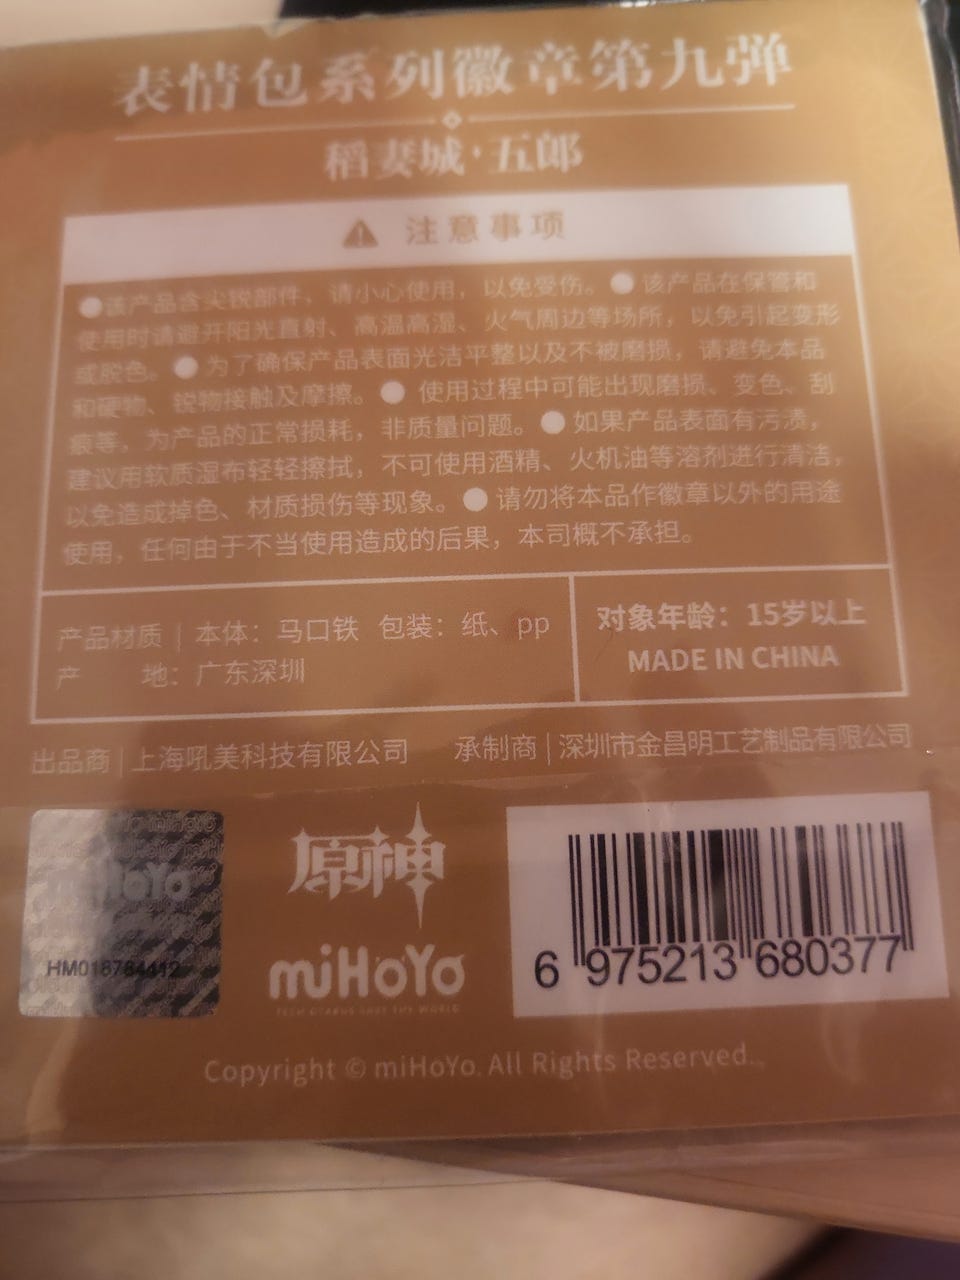 表情包系列徽章第九弹
稻妻城·五郎
注意事项
●该产品含尖锐部件，请小心使用，以免受伤。●该产品在保管和
使用时请避开阳光直射、高温高湿、火气周边等场所，以免引起变形
或脱色。●为了确保产品表面光洁平整以及不被磨损，请避免本品
和硬物、锐物接触及摩擦。●使用过程中可能出现磨损、变色、刮
痕等，为产品的正常损耗，非质量问题。●如果产品表面有污渍，
建议用软质湿布轻轻擦拭，不可使用酒精、火机油等溶剂进行清洁，
以免造成掉色、材质损伤等现象。●请勿将本品作徽章以外的用途
使用，任何由于不当使用造成的后果，本司概不承担。
产品材质｜本体：马口铁 包装：纸、pp
产 地：广东深圳
对象年龄：15岁以上
MADE IN CHINA
出品商｜上海吼美科技有限公司 承制商｜深圳市金昌明工艺制品有限公司
miHoYo
HM018784412
原神
miHoYo
TECH OTAKUS SAVE THE WORLD
6 975213 680377
Copyright © miHoYo. All Rights Reserved.